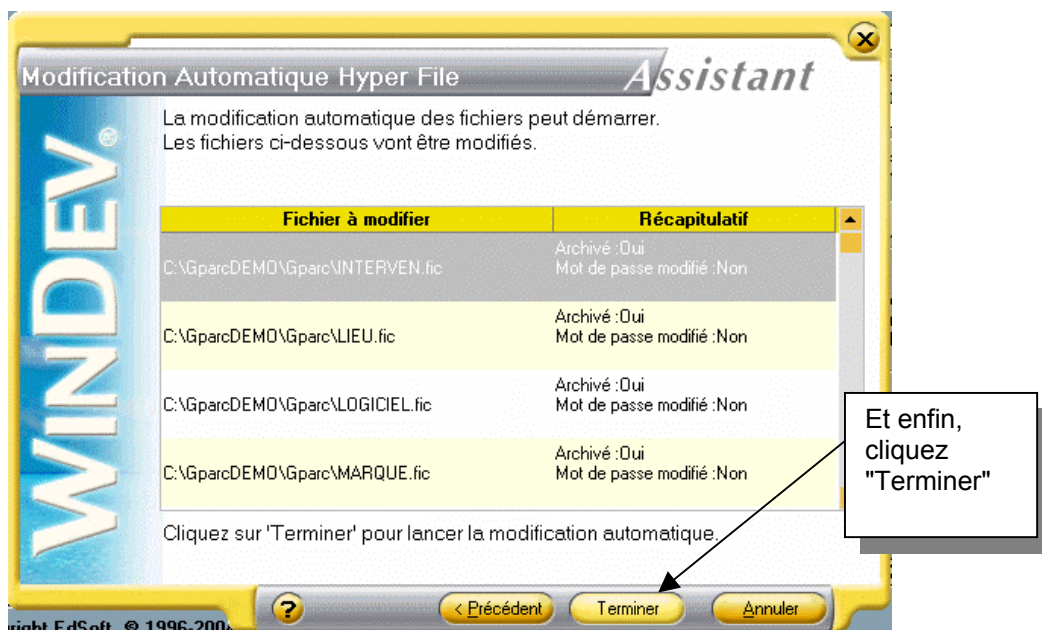 Modification Automatique Hyper File
Assistant
WINDEV®
La modification automatique des fichiers peut démarrer.
Les fichiers ci-dessous vont être modifiés.
Fichier à modifier Récapitulatif
C:\GparcDEMO\Gparc\INTERVEN.fic
Archivé :Oui
Mot de passe modifié :Non
C:\GparcDEMO\Gparc\LIEU.fic
Archivé :Oui
Mot de passe modifié :Non
C:\GparcDEMO\Gparc\LOGICIEL.fic
Archivé :Oui
Mot de passe modifié :Non
C:\GparcDEMO\Gparc\MARQUE.fic
Archivé :Oui
Mot de passe modifié :Non
Et enfin,
cliquez
"Terminer"
Cliquez sur 'Terminer' pour lancer la modification automatique.
? < Précédent Terminer Annuler
EdSoft © 1996-200